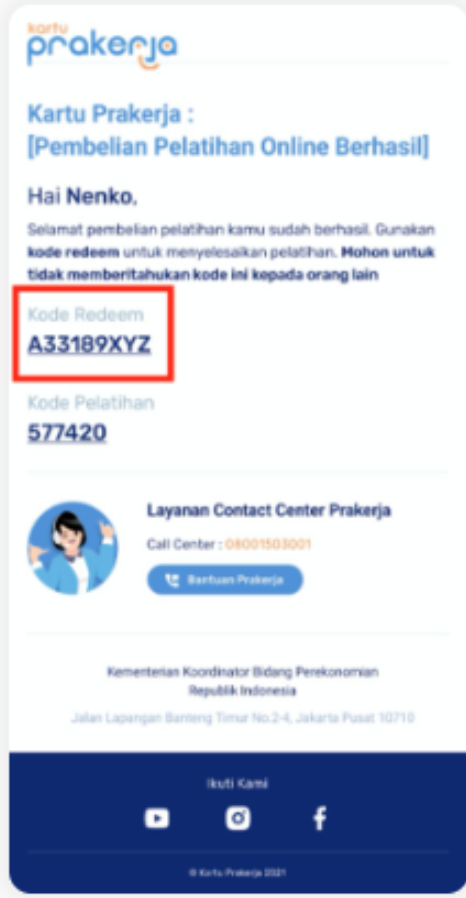 kartu
prakerja
Kartu Prakerja :
[Pembelian Pelatihan Online Berhasil]
Hai Nenko,
Selamat pembelian pelatihan kamu sudah berhasil. Gunakan
kode redeem untuk menyelesaikan pelatihan. Mohon untuk
tidak memberitahukan kode ini kepada orang lain
Kode Redeem
A33189XYZ
Kode Pelatihan
577420
Layanan Contact Center Prakerja
Call Center : 08001503001
Bantuan Prakerja
Kementerian Koordinator Bidang Perekonomian
Republik Indonesia
Jalan Lapangan Banteng Timur No.2-4, Jakarta Pusat 10710
Ikuti Kami
© Kartu Prakerja 2021